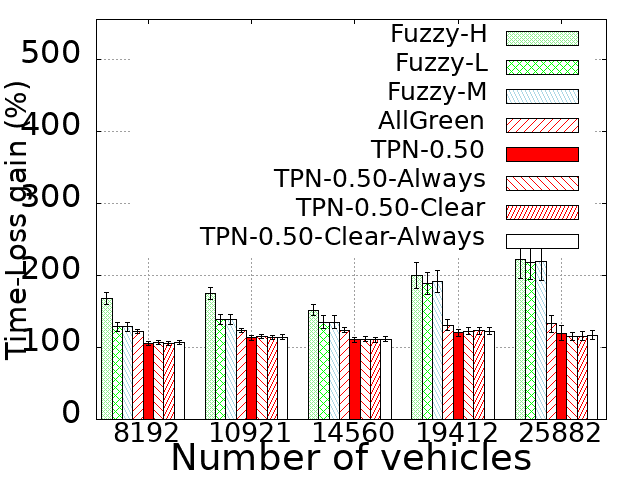 Time-Loss gain (%)
500
400
300
200
100
0
Fuzzy-H
Fuzzy-L
Fuzzy-M
AllGreen
TPN-0.50
TPN-0.50-Always
TPN-0.50-Clear
TPN-0.50-Clear-Always
8192 10921 14560 19412 25882
Number of vehicles